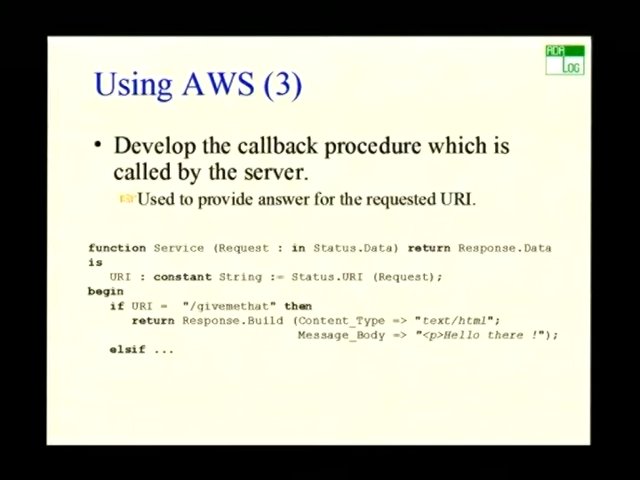 ADA
LOG
Using AWS (3)
• Develop the callback procedure which is
called by the server.
Used to provide answer for the requested URI.
function Service (Request : in Status.Data) return Response.Data
is
URI : constant String := Status.URI (Request);
begin
if URI = "/givemethat" then
return Response.Build (Content_Type => "text/html";
Message_Body => "<p>Hello there !");
elsif ...